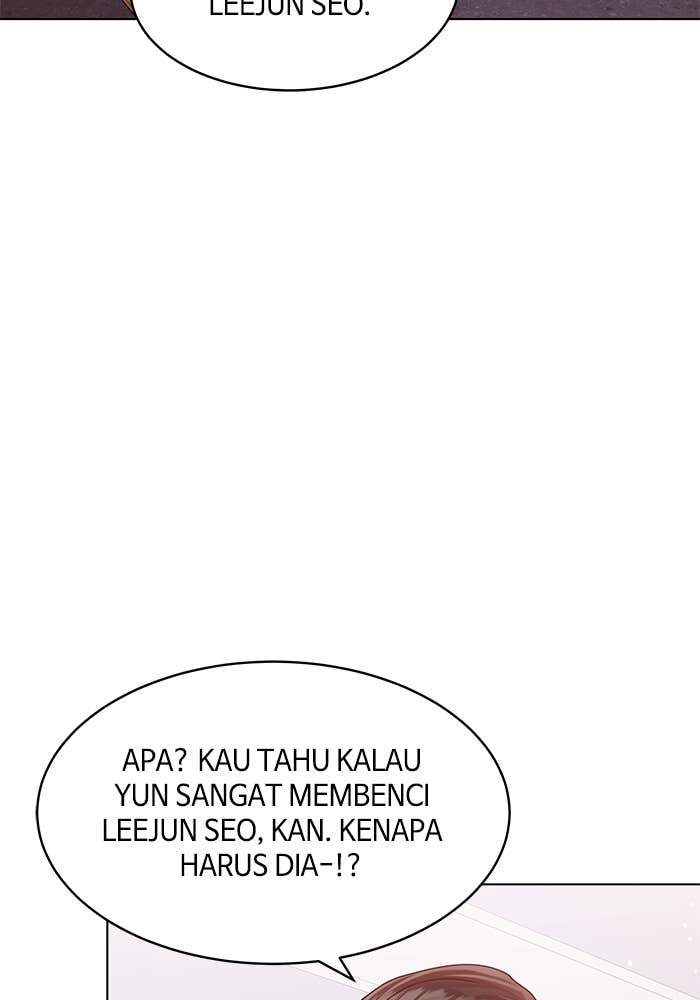 LEEJUN SEO.
APA? KAU TAHU KALAU
YUN SANGAT MEMBENCI
LEEJUN SEO, KAN. KENAPA
HARUS DIA-!?